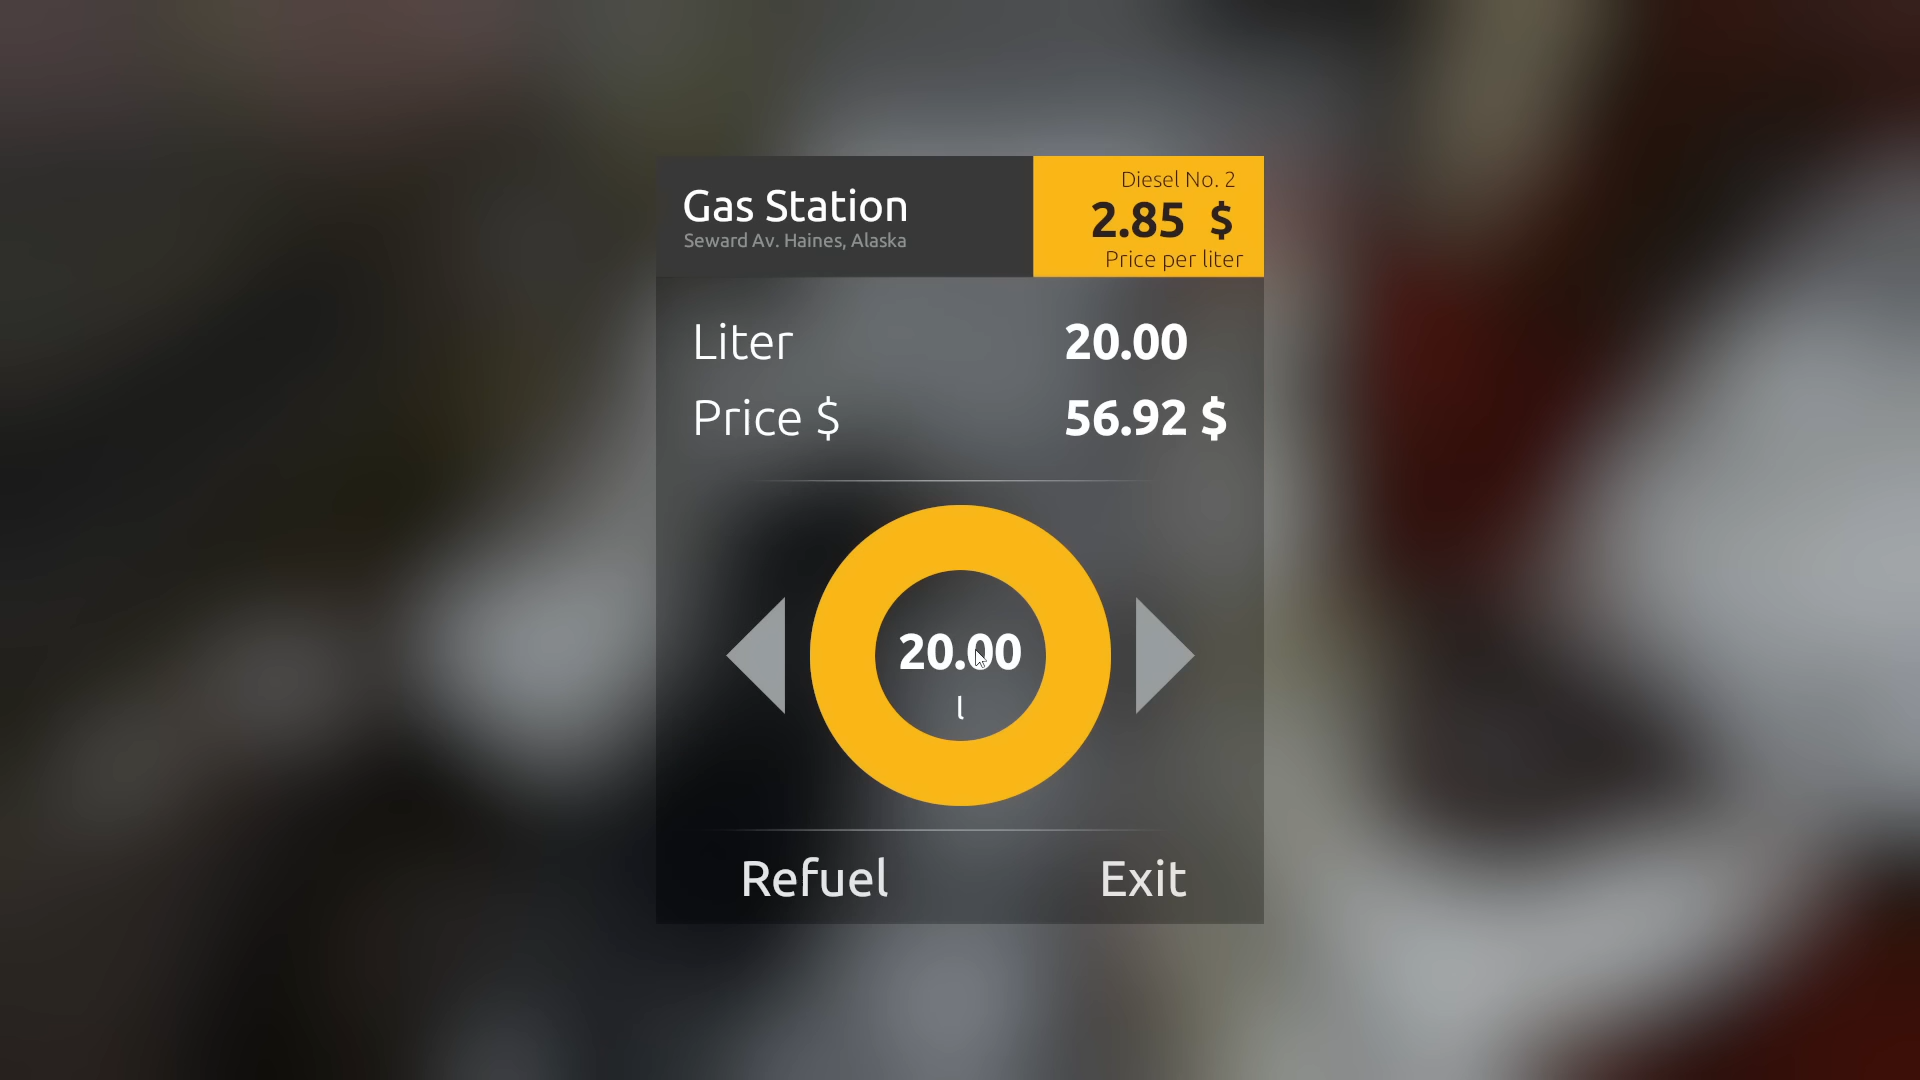 Gas Station
Seward Av. Haines, Alaska
Diesel No. 2
2.85 $
Price per liter
Liter 20.00
Price $ 56.92 $
20.00
l
Refuel Exit